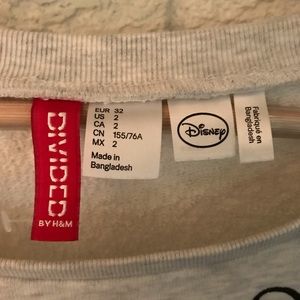 DIVIDED
BY H&M
EUR 32
US 2
CA 2
CN 155/76A
MX 2
Made in
Bangladesh
Disney
Fabriqué en
Bangladesh